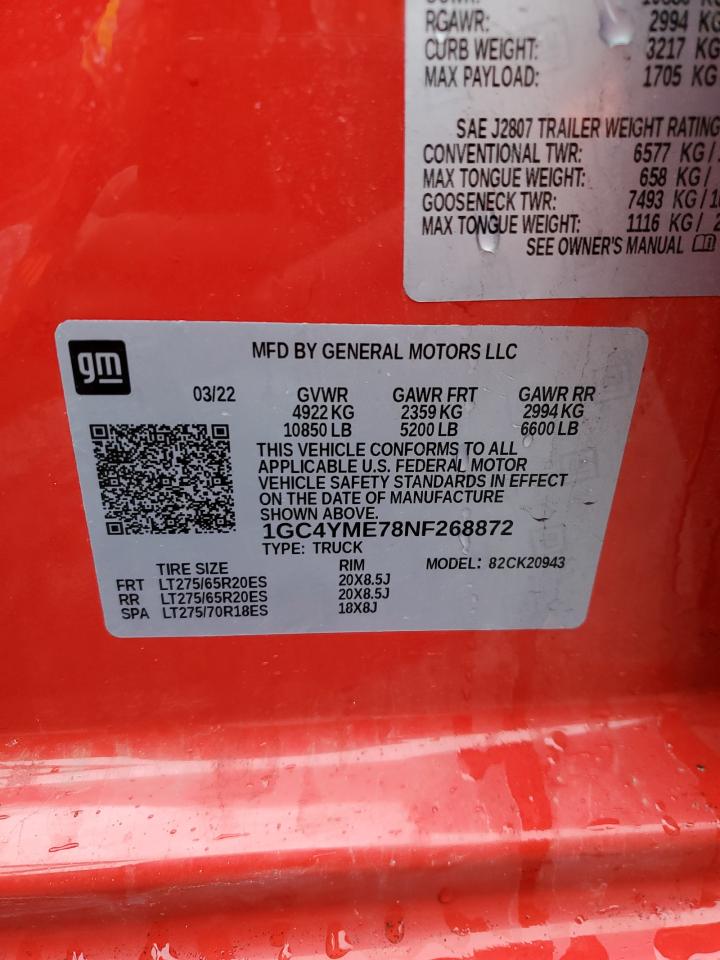 RGAWR: 2994 KG
CURB WEIGHT: 3217 KG
MAX PAYLOAD: 1705 KG
SAE J2807 TRAILER WEIGHT RATING
CONVENTIONAL TWR: 6577 KG /
MAX TONGUE WEIGHT: 658 KG /
GOOSENECK TWR: 7493 KG /
MAX TONGUE WEIGHT: 1116 KG /
SEE OWNER'S MANUAL
gm
MFD BY GENERAL MOTORS LLC
03/22 GVWR GAWR FRT GAWR RR
4922 KG 2359 KG 2994 KG
10850 LB 5200 LB 6600 LB
THIS VEHICLE CONFORMS TO ALL
APPLICABLE U.S. FEDERAL MOTOR
VEHICLE SAFETY STANDARDS IN EFFECT
ON THE DATE OF MANUFACTURE
SHOWN ABOVE.
1GC4YME78NF268872
TYPE: TRUCK MODEL: 82CK20943
TIRE SIZE RIM
FRT LT275/65R20ES 20X8.5J
RR LT275/65R20ES 20X8.5J
SPA LT275/70R18ES 18X8J